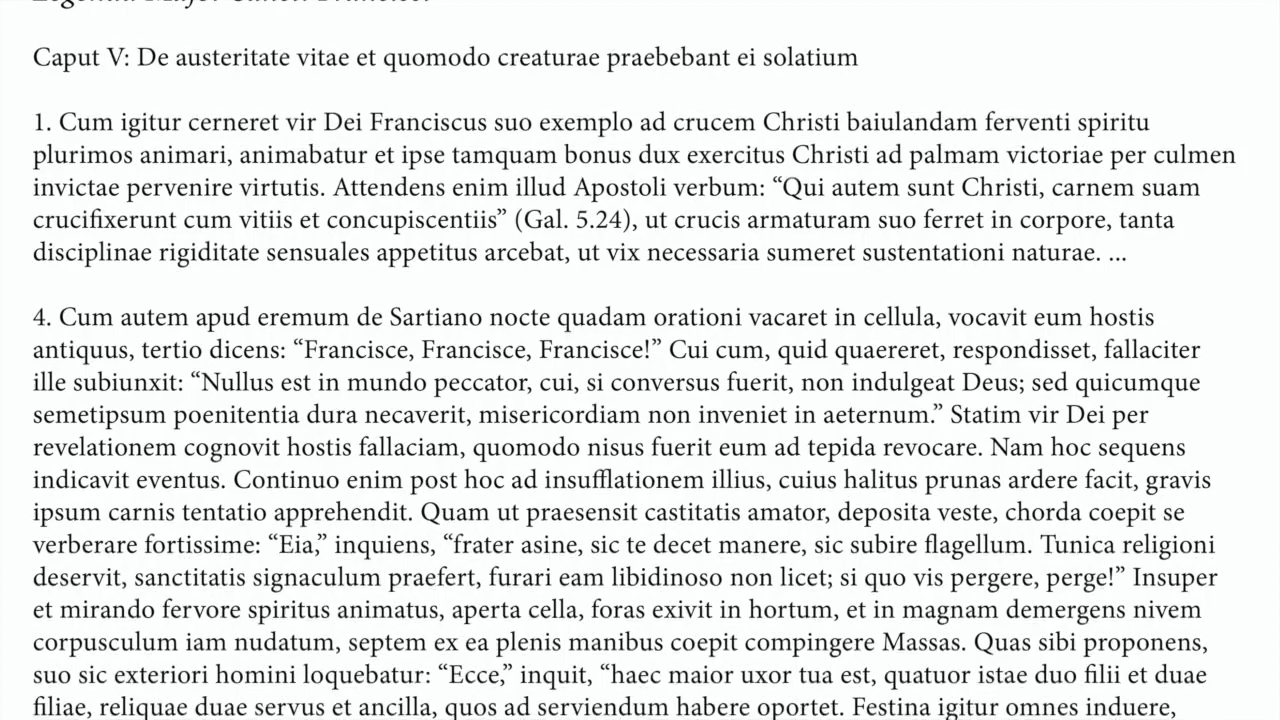 Legenda Major Sancti Francisci
Caput V: De austeritate vitae et quomodo creaturae praebebant ei solatium
1. Cum igitur cerneret vir Dei Franciscus suo exemplo ad crucem Christi baiulandam ferventi spiritu
plurimos animari, animabatur et ipse tamquam bonus dux exercitus Christi ad palmam victoriae per culmen
invictae pervenire virtutis. Attendens enim illud Apostoli verbum: “Qui autem sunt Christi, carnem suam
crucifixerunt cum vitiis et concupiscentiis” (Gal. 5.24), ut crucis armaturam suo ferret in corpore, tanta
disciplinae rigiditate sensuales appetitus arcebat, ut vix necessaria sumeret sustentationi naturae. ...
4. Cum autem apud eremum de Sartiano nocte quadam orationi vacaret in cellula, vocavit eum hostis
antiquus, tertio dicens: “Francisce, Francisce, Francisce!” Cui cum, quid quaereret, respondisset, fallaciter
ille subiunxit: “Nullus est in mundo peccator, cui, si conversus fuerit, non indulgeat Deus; sed quicumque
semetipsum poenitentia dura necaverit, misericordiam non inveniet in aeternum.” Statim vir Dei per
revelationem cognovit hostis fallaciam, quomodo nisus fuerit eum ad tepida revocare. Nam hoc sequens
indicavit eventus. Continuo enim post hoc ad insufflationem illius, cuius halitus prunas ardere facit, gravis
ipsum carnis tentatio apprehendit. Quam ut praesensit castitatis amator, deposita veste, chorda coepit se
verberare fortissime: “Eia,” inquiens, “frater asine, sic te decet manere, sic subire flagellum. Tunica religioni
deservit, sanctitatis signaculum praefert, furari eam libidinoso non licet; si quo vis pergere, perge!” Insuper
et mirando fervore spiritus animatus, aperta cella, foras exivit in hortum, et in magnam demergens nivem
corpusculum iam nudatum, septem ex ea plenis manibus coepit compingere Massas. Quas sibi proponens,
suo sic exteriori homini loquebatur: “Ecce,” inquit, “haec maior uxor tua est, quatuor istae duo filii et duae
filiae, reliquae duae servus et ancilla, quos ad serviendum habere oportet. Festina igitur omnes induere,